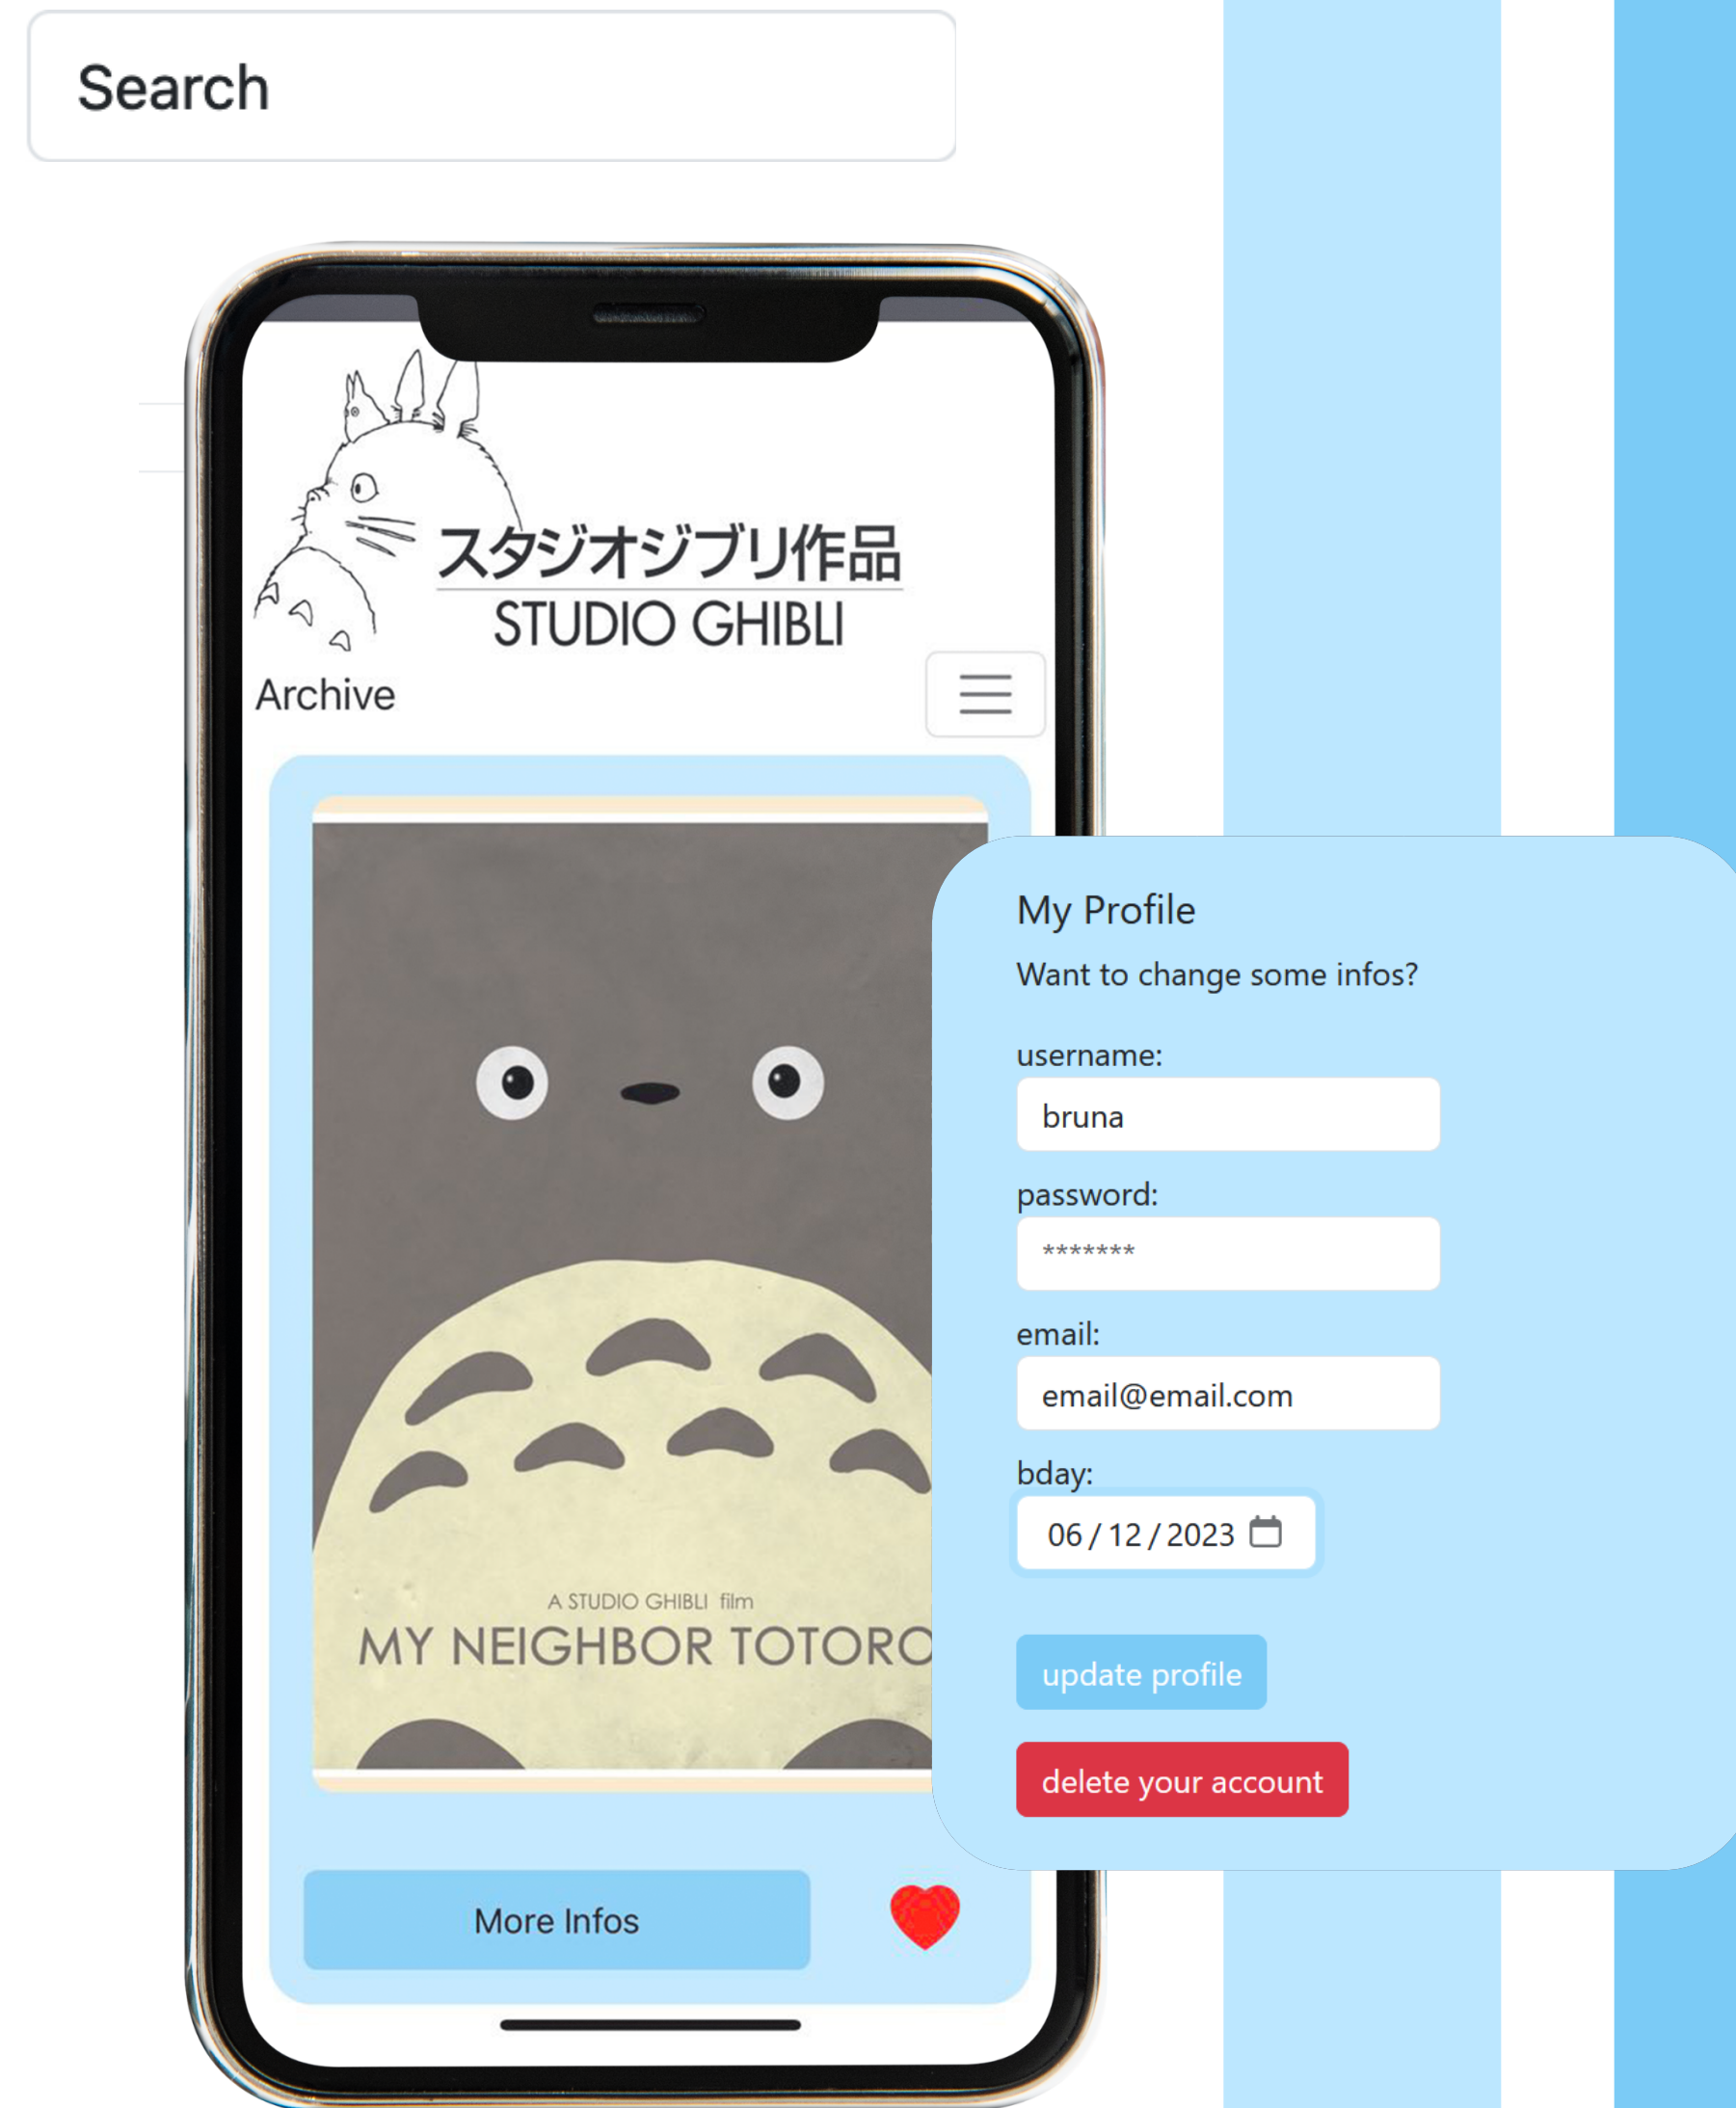 Search
スタジオジブリ作品
STUDIO GHIBLI
Archive
A STUDIO GHIBLI film
MY NEIGHBOR TOTORO
More Infos
My Profile
Want to change some infos?
username:
bruna
password:
*******
email:
email@email.com
bday:
06/12/2023
update profile
delete your account